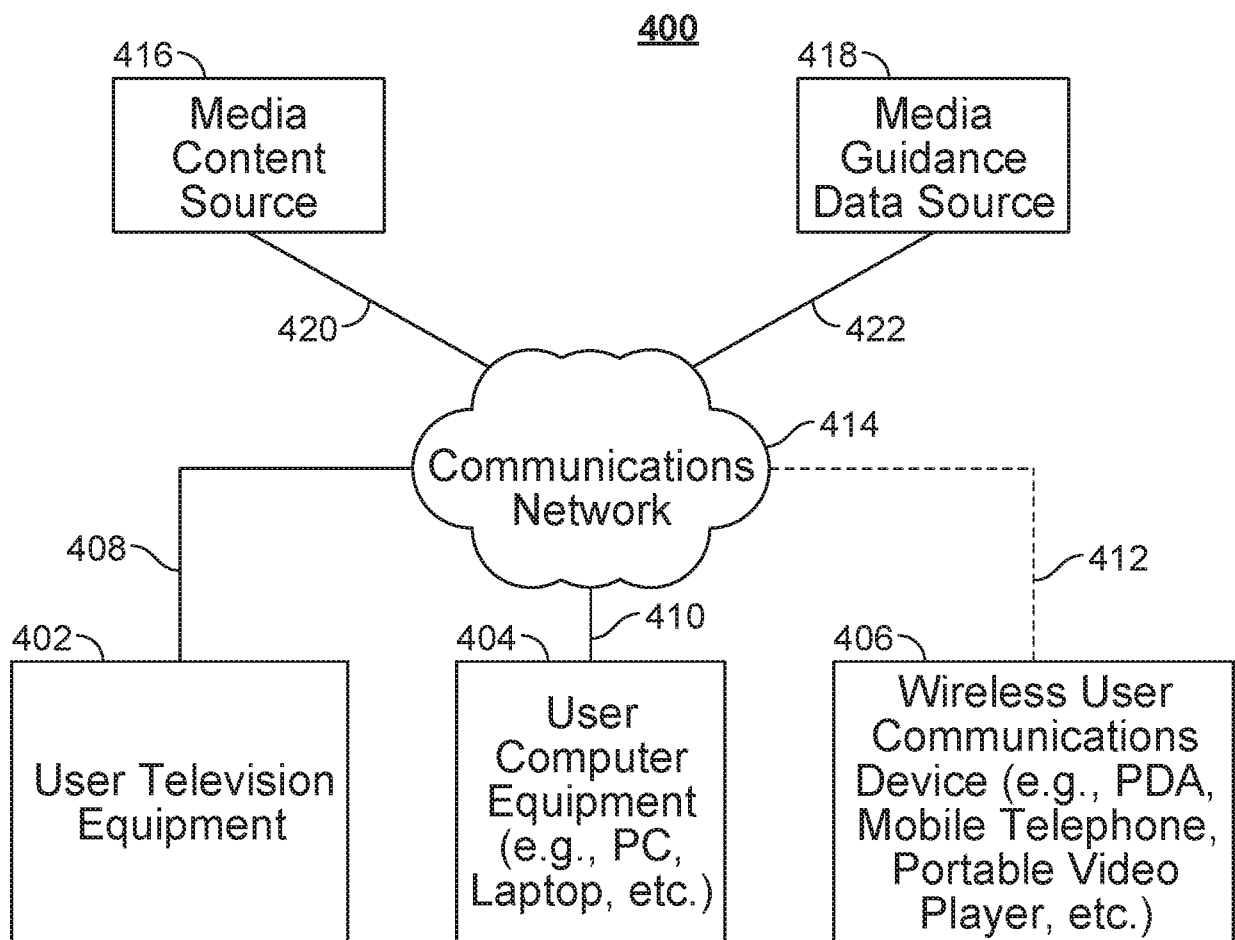 400
416
Media
Content
Source
418
Media
Guidance
Data Source
420
422
414
Communications
Network
408
410
412
402
User Television
Equipment
404
User
Computer
Equipment
(e.g., PC,
Laptop, etc.)
406
Wireless User
Communications
Device (e.g., PDA,
Mobile Telephone,
Portable Video
Player, etc.)